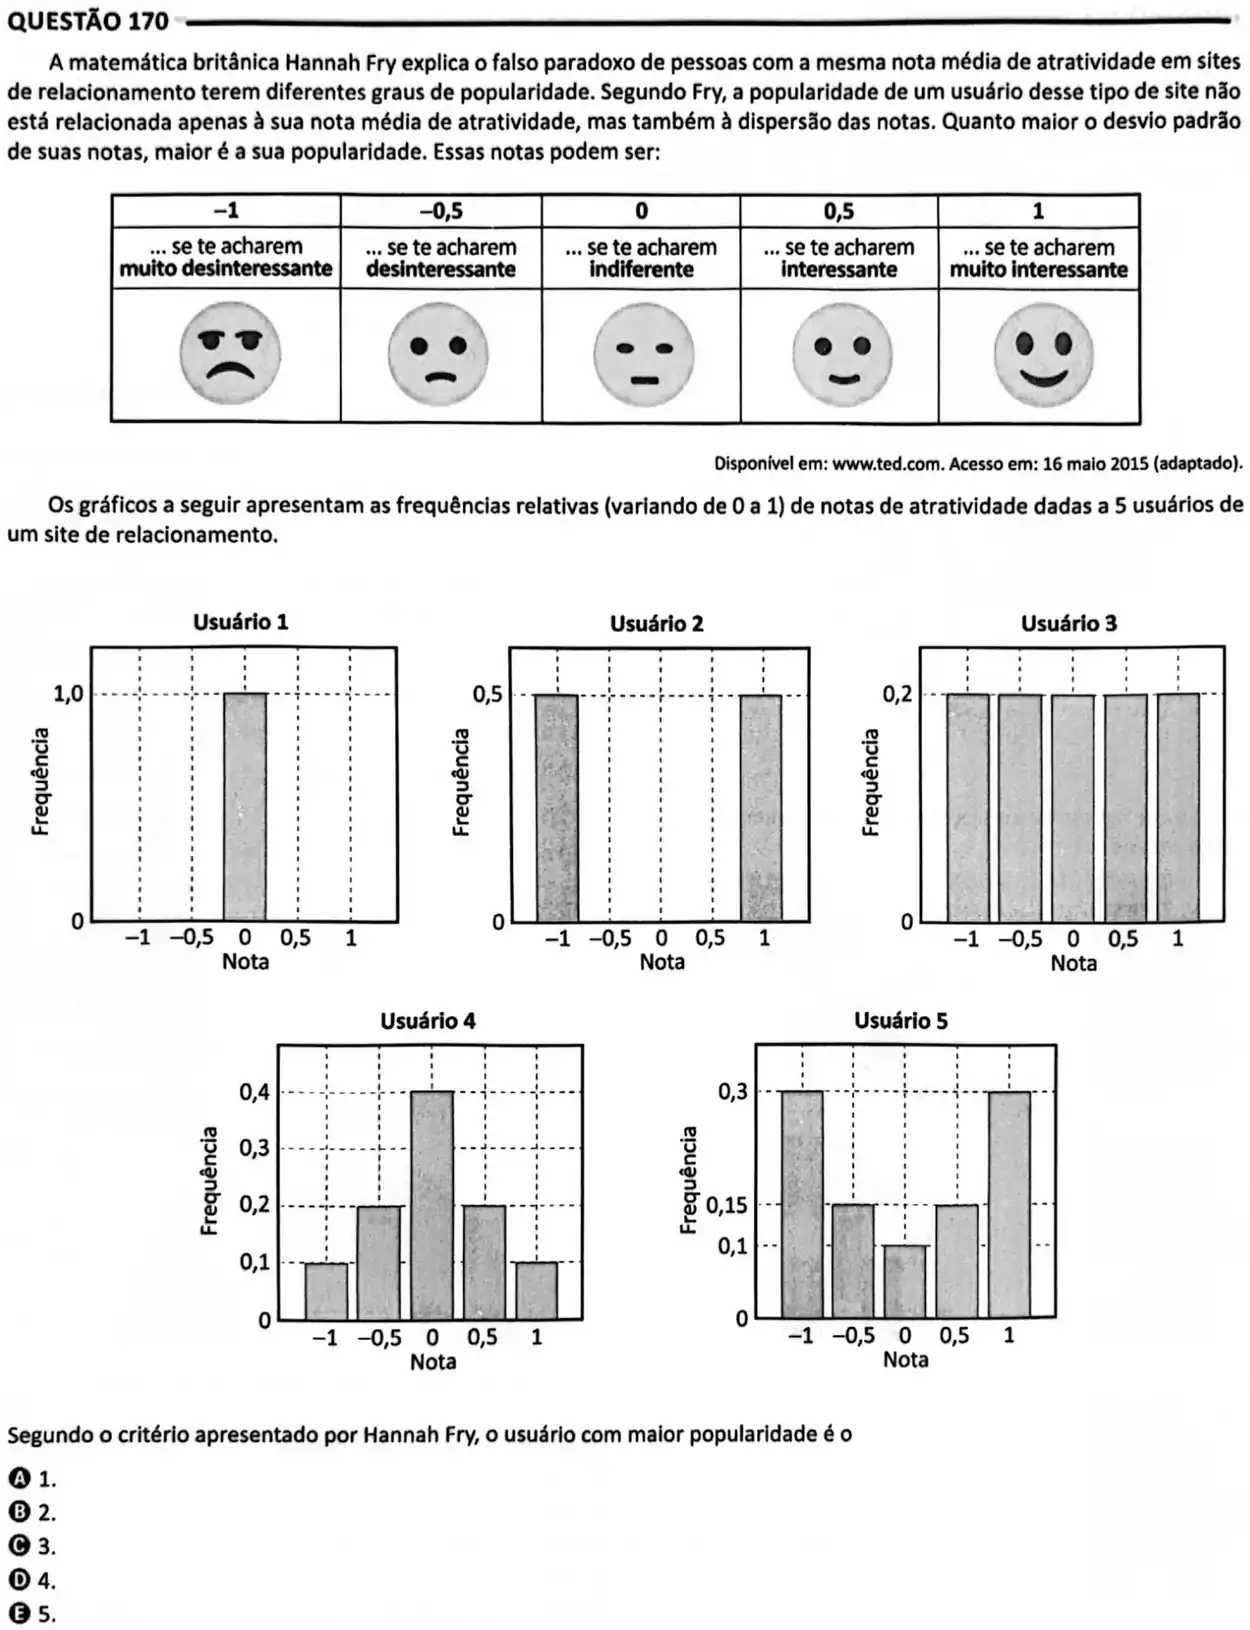 QUESTÃO 170
A matemática britânica Hannah Fry explica o falso paradoxo de pessoas com a mesma nota média de atratividade em sites
de relacionamento terem diferentes graus de popularidade. Segundo Fry, a popularidade de um usuário desse tipo de site não
está relacionada apenas à sua nota média de atratividade, mas também à dispersão das notas. Quanto maior o desvio padrão
de suas notas, maior é a sua popularidade. Essas notas podem ser:
−1 −0,5 0 0,5 1
... se te acharem ... se te acharem ... se te acharem ... se te acharem ... se te acharem
muito desinteressante desinteressante indiferente interessante muito interessante
Disponível em: www.ted.com. Acesso em: 16 maio 2015 (adaptado).
Os gráficos a seguir apresentam as frequências relativas (variando de 0 a 1) de notas de atratividade dadas a 5 usuários de
um site de relacionamento.
Usuário 1
1,0
0
Frequência
−1 −0,5 0 0,5 1
Nota
Usuário 2
0,5
0
Frequência
−1 −0,5 0 0,5 1
Nota
Usuário 3
0,2
0
Frequência
−1 −0,5 0 0,5 1
Nota
Usuário 4
0,4
0,3
0,2
0,1
0
Frequência
−1 −0,5 0 0,5 1
Nota
Usuário 5
0,3
0,15
0,1
0
Frequência
−1 −0,5 0 0,5 1
Nota
Segundo o critério apresentado por Hannah Fry, o usuário com maior popularidade é o
A 1.
B 2.
C 3.
D 4.
E 5.